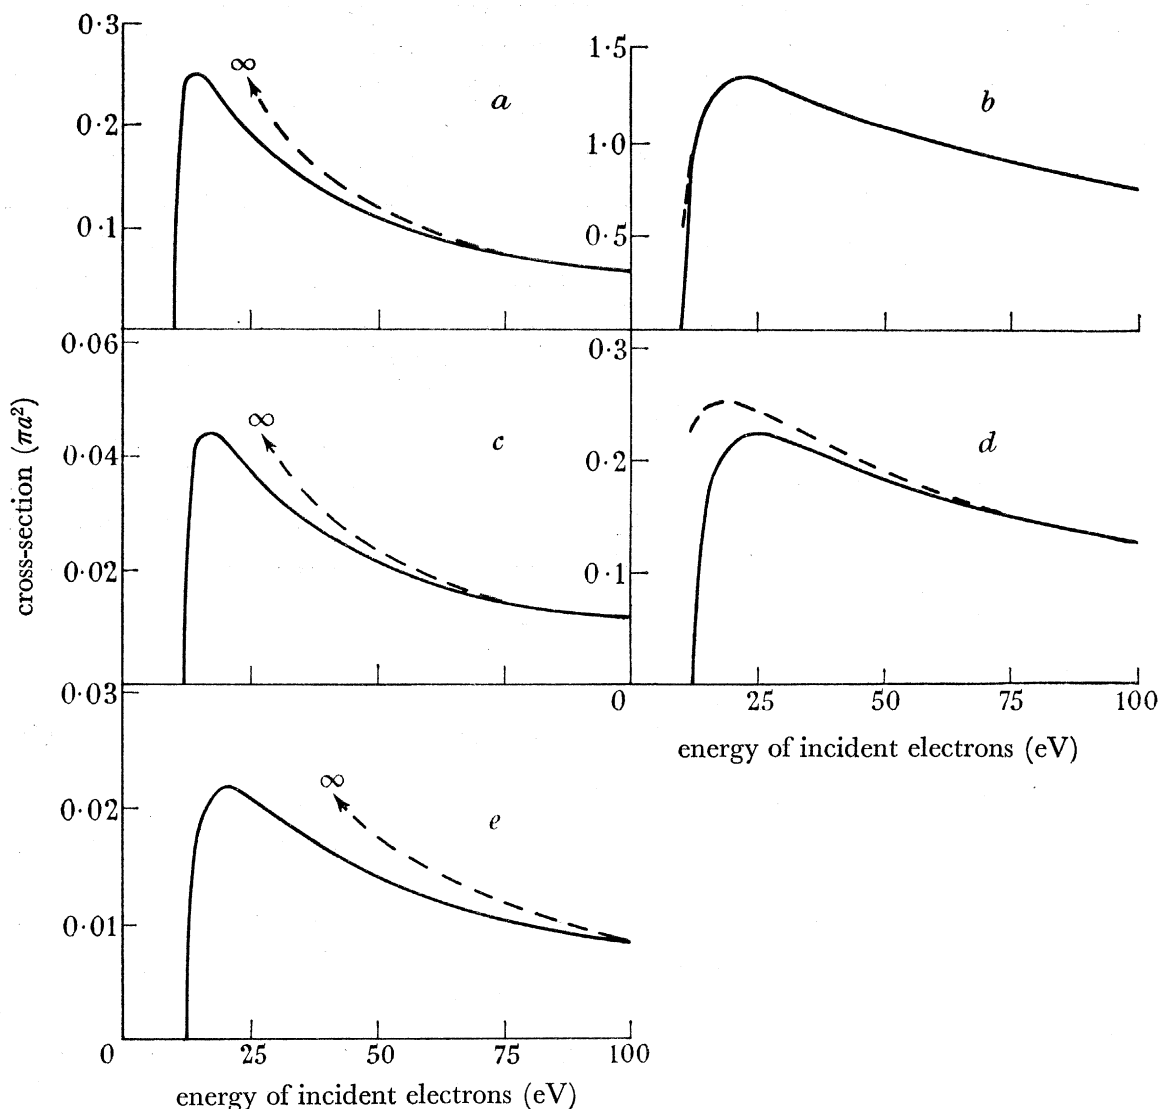 0·3
0·2
0·1
∞
a
1·5
1·0
0·5
b
0·06
0·04
0·02
∞
c
0·3
0·2
0·1
d
0 25 50 75 100
energy of incident electrons (eV)
cross-section (πa²)
0·03
0·02
0·01
∞
e
0 25 50 75 100
energy of incident electrons (eV)